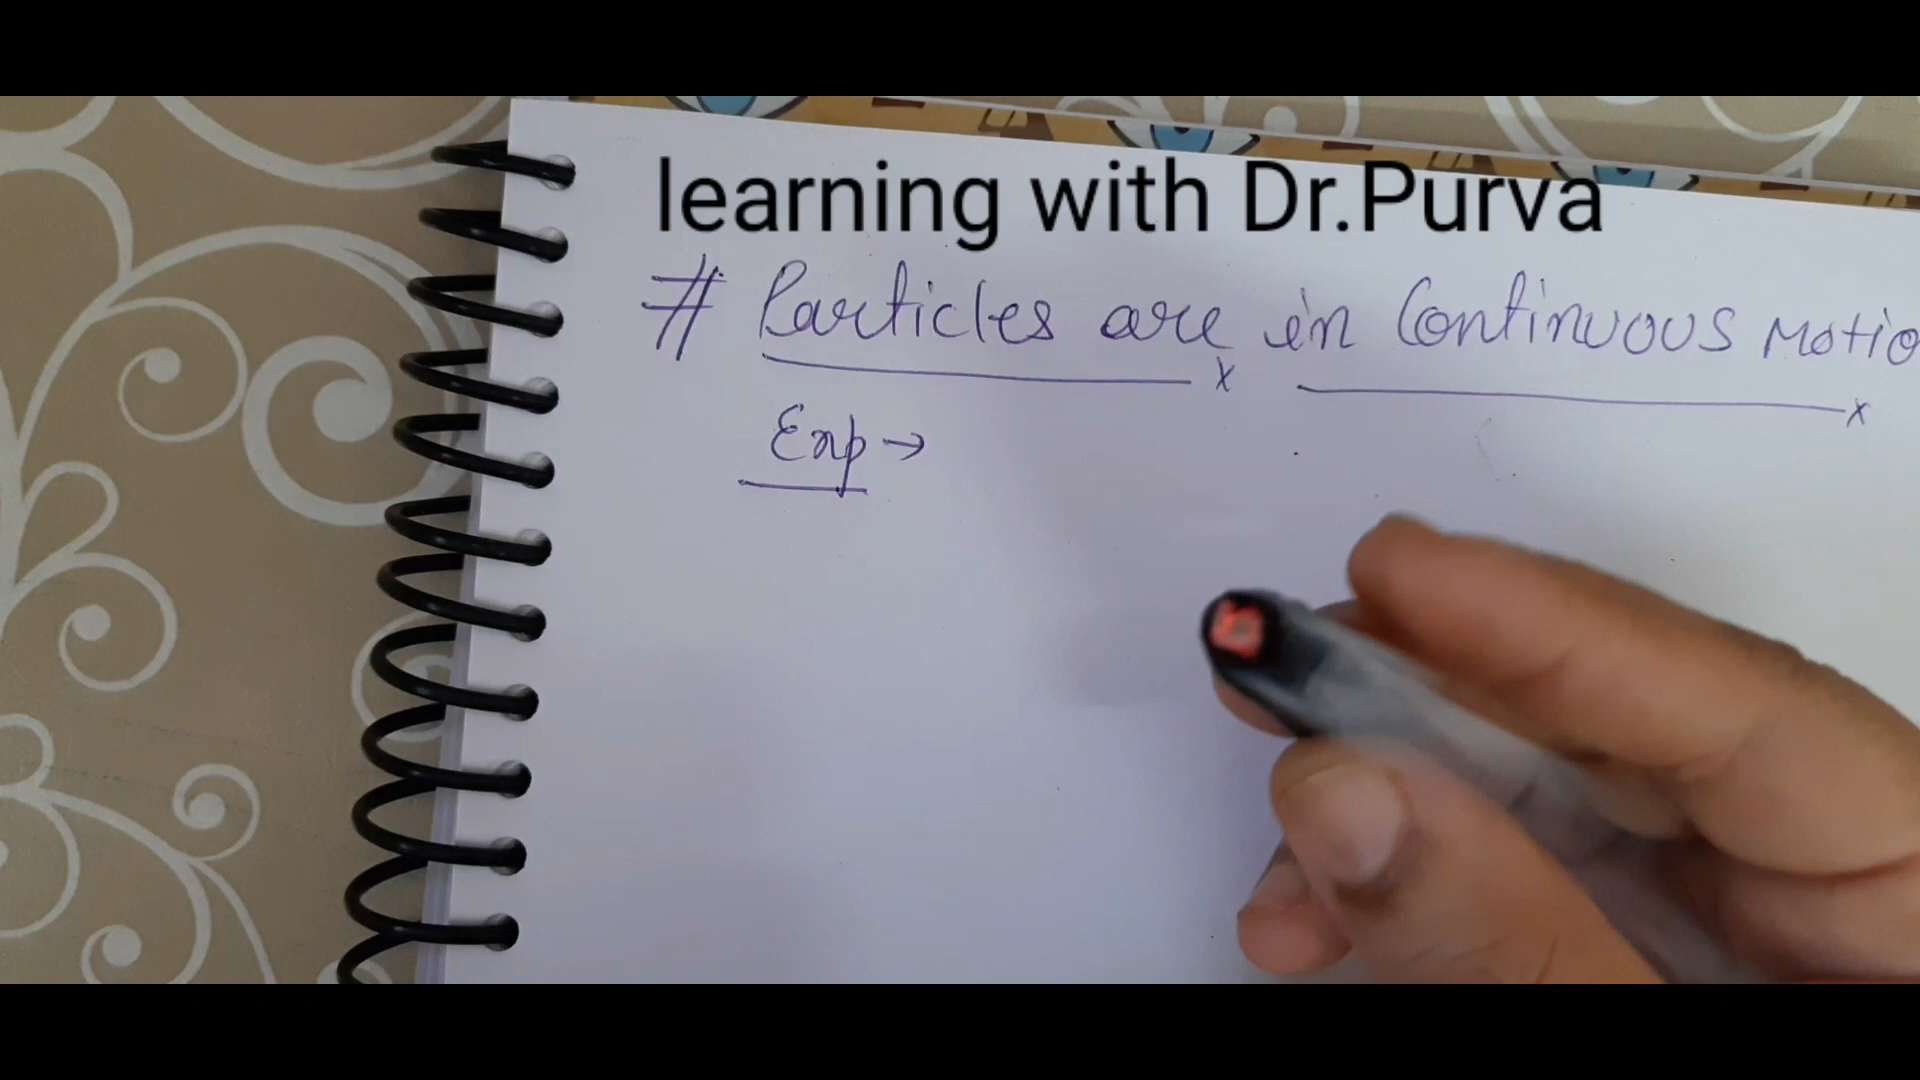 learning with Dr.Purva
# Particles are in Continuous Motio
Exp →